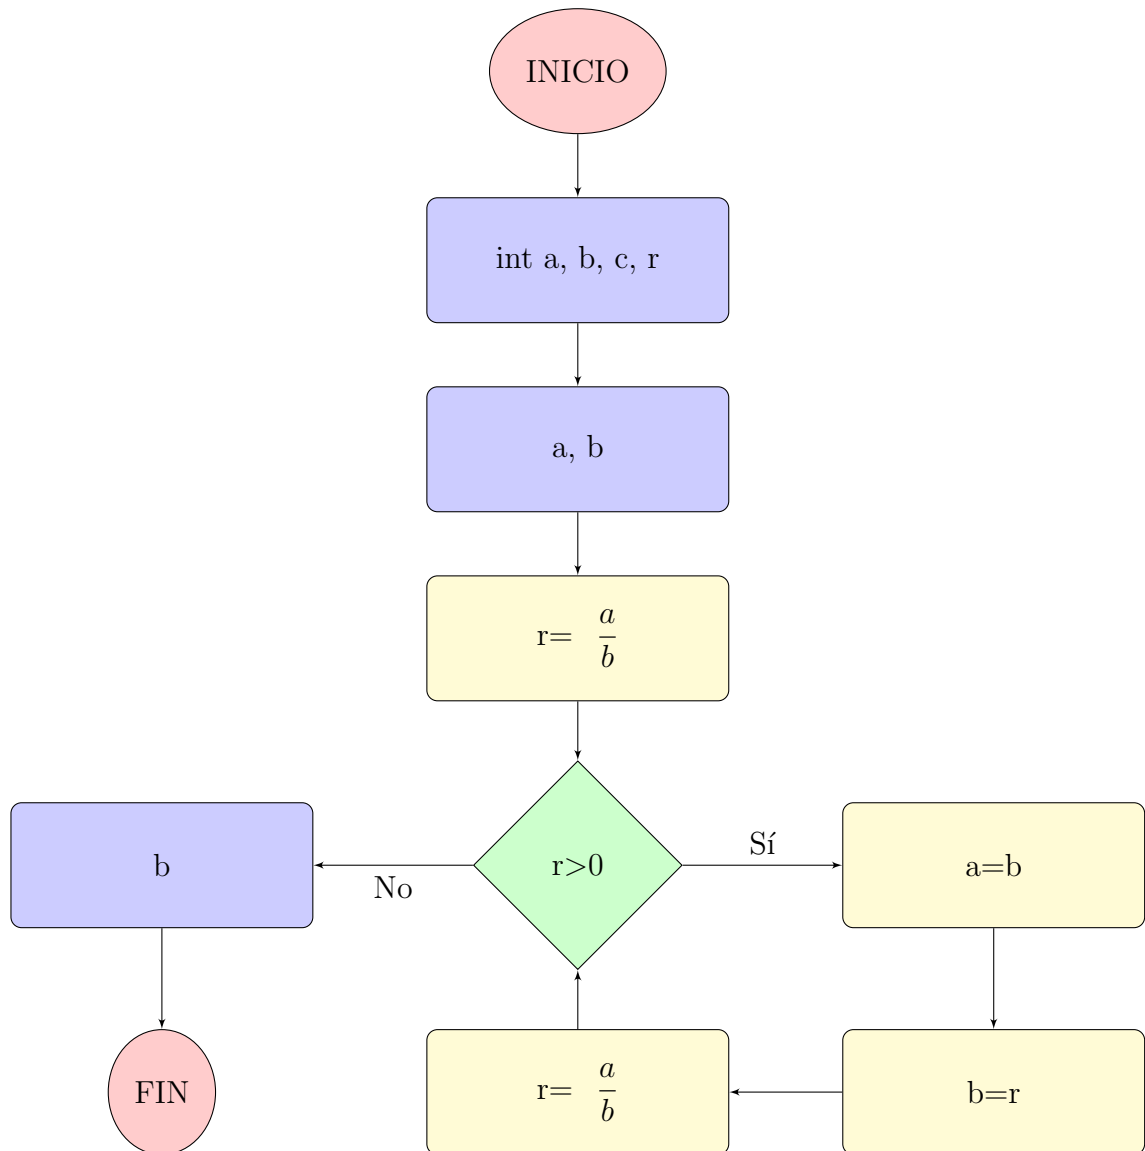 INICIO
int a, b, c, r
a, b
r= a/b
r>0
Sí
No
b
a=b
FIN
r= a/b
b=r